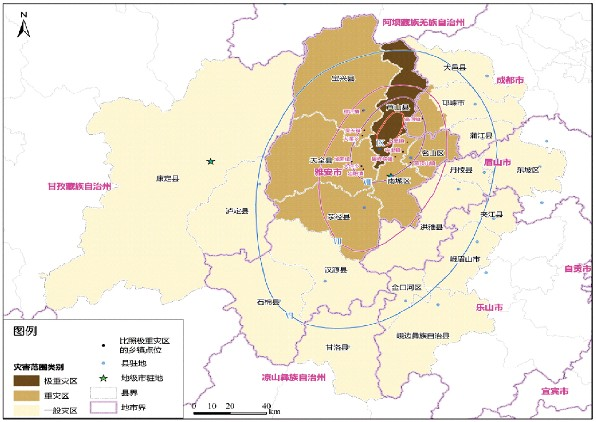 N
阿坝藏族羌族自治州
大邑县
成都市
宝兴县
邛崃市
芦山县
蒲江县
名山区
天全县
雅安市
雨城区
丹棱县
眉山市
东坡区
康定县
甘孜藏族自治州
泸定县
荥经县
洪雅县
夹江县
汉源县
峨眉山市
金口河区
自贡市
石棉县
乐山市
峨边彝族自治县
甘洛县
凉山彝族自治州
宜宾市
图例
灾害范围类别
极重灾区
重灾区
一般灾区
比照极重灾区
的乡镇点位
县驻地
地级市驻地
县界
地市界
0 10 20 40
km